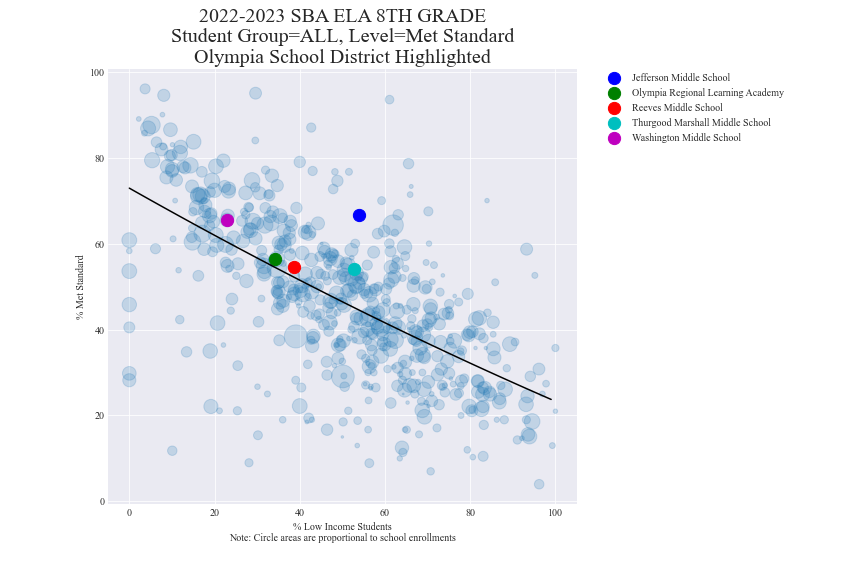 2022-2023 SBA ELA 8TH GRADE
Student Group=ALL, Level=Met Standard
Olympia School District Highlighted
Jefferson Middle School
Olympia Regional Learning Academy
Reeves Middle School
Thurgood Marshall Middle School
Washington Middle School
% Met Standard
100
80
60
40
20
0
0 20 40 60 80 100
% Low Income Students
Note: Circle areas are proportional to school enrollments